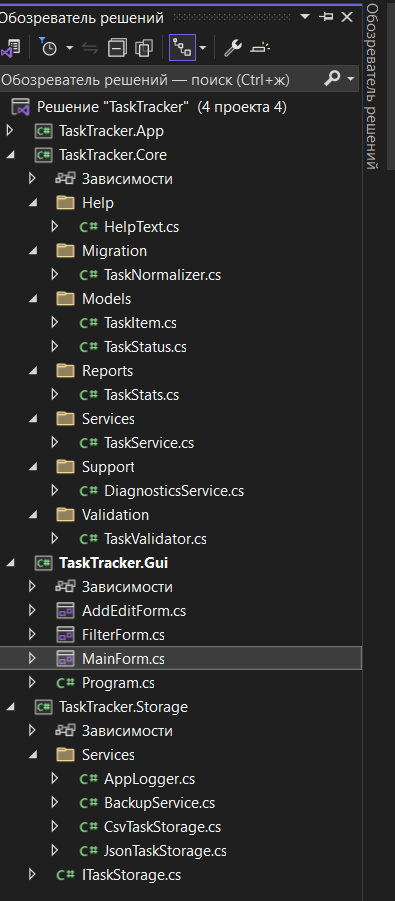 Обозреватель решений
Обозреватель решений — поиск (Ctrl+ж)
Решение "TaskTracker" (4 проекта 4)
TaskTracker.App
TaskTracker.Core
Зависимости
Help
C# HelpText.cs
Migration
C# TaskNormalizer.cs
Models
C# TaskItem.cs
C# TaskStatus.cs
Reports
C# TaskStats.cs
Services
C# TaskService.cs
Support
C# DiagnosticsService.cs
Validation
C# TaskValidator.cs
TaskTracker.Gui
Зависимости
AddEditForm.cs
FilterForm.cs
MainForm.cs
C# Program.cs
TaskTracker.Storage
Зависимости
Services
C# AppLogger.cs
C# BackupService.cs
C# CsvTaskStorage.cs
C# JsonTaskStorage.cs
C# ITaskStorage.cs
Обозреватель решений